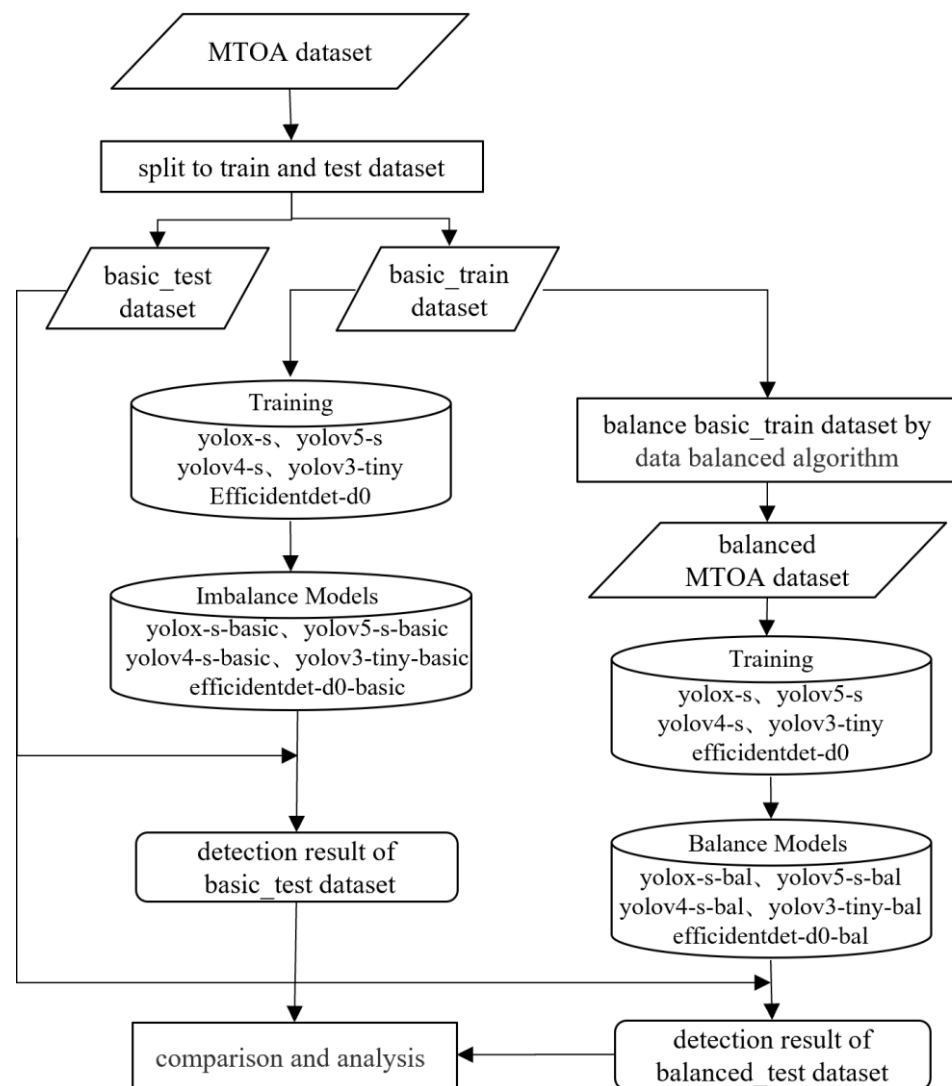 MTOA dataset
split to train and test dataset
basic_test
dataset
basic_train
dataset
Training
yolox-s、yolov5-s
yolov4-s、yolov3-tiny
Efficidentdet-d0
Imbalance Models
yolox-s-basic、yolov5-s-basic
yolov4-s-basic、yolov3-tiny-basic
efficidentdet-d0-basic
detection result of
basic_test dataset
balance basic_train dataset by
data balanced algorithm
balanced
MTOA dataset
Training
yolox-s、yolov5-s
yolov4-s、yolov3-tiny
efficidentdet-d0
Balance Models
yolox-s-bal、yolov5-s-bal
yolov4-s-bal、yolov3-tiny-bal
efficidentdet-d0-bal
detection result of
balanced_test dataset
comparison and analysis